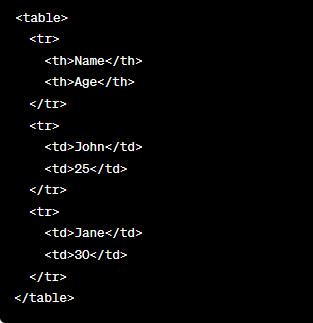 <table>
  <tr>
    <th>Name</th>
    <th>Age</th>
  </tr>
  <tr>
    <td>John</td>
    <td>25</td>
  </tr>
  <tr>
    <td>Jane</td>
    <td>30</td>
  </tr>
</table>